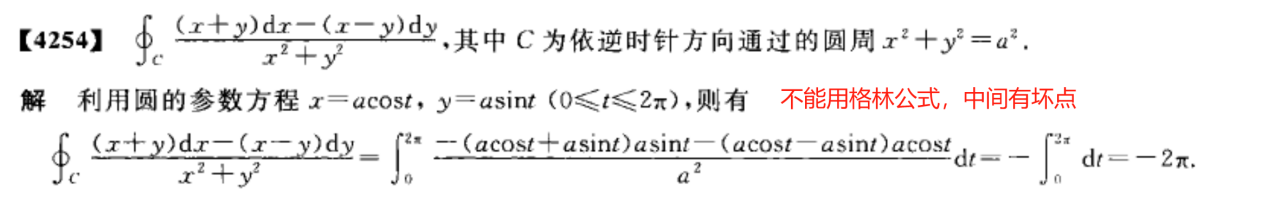 【4254】 ∮_C ((x+y)dx−(x−y)dy)/(x²+y²),其中 C 为依逆时针方向通过的圆周 x²+y²=a².
解 利用圆的参数方程 x=acost, y=asint (0⩽t⩽2π),则有 不能用格林公式，中间有坏点
∮_C ((x+y)dx−(x−y)dy)/(x²+y²) = ∫_0^{2π} (−(acost+asint)asint−(acost−asint)acost)/a² dt=−∫_0^{2π} dt=−2π.